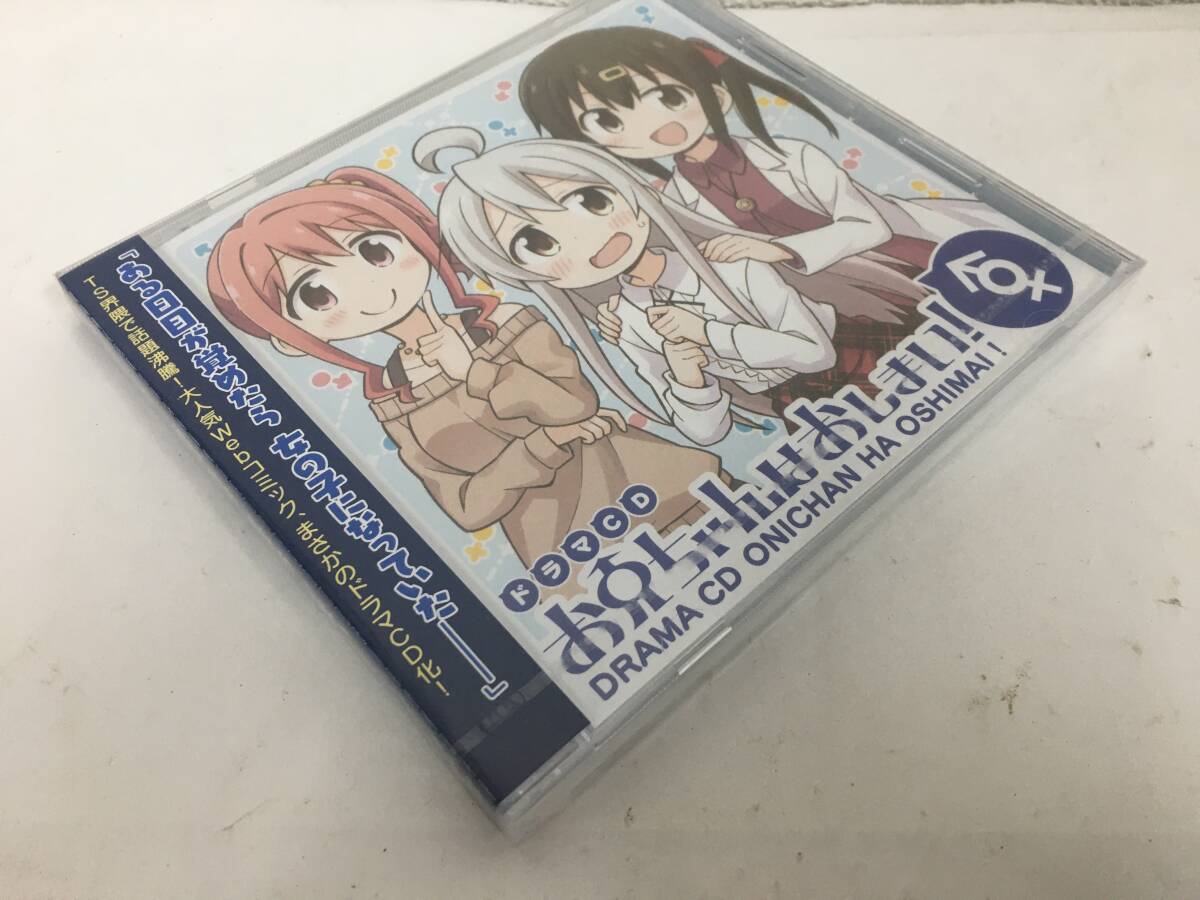 ドラマCD
お兄ちゃんはおしまい!
DRAMA CD ONICHAN HA OSHIMAI !
『ある日目が覚めたら、女の子になっていた――』
TS界隈で話題沸騰!大人気Webコミック、まさかのドラマCD化!